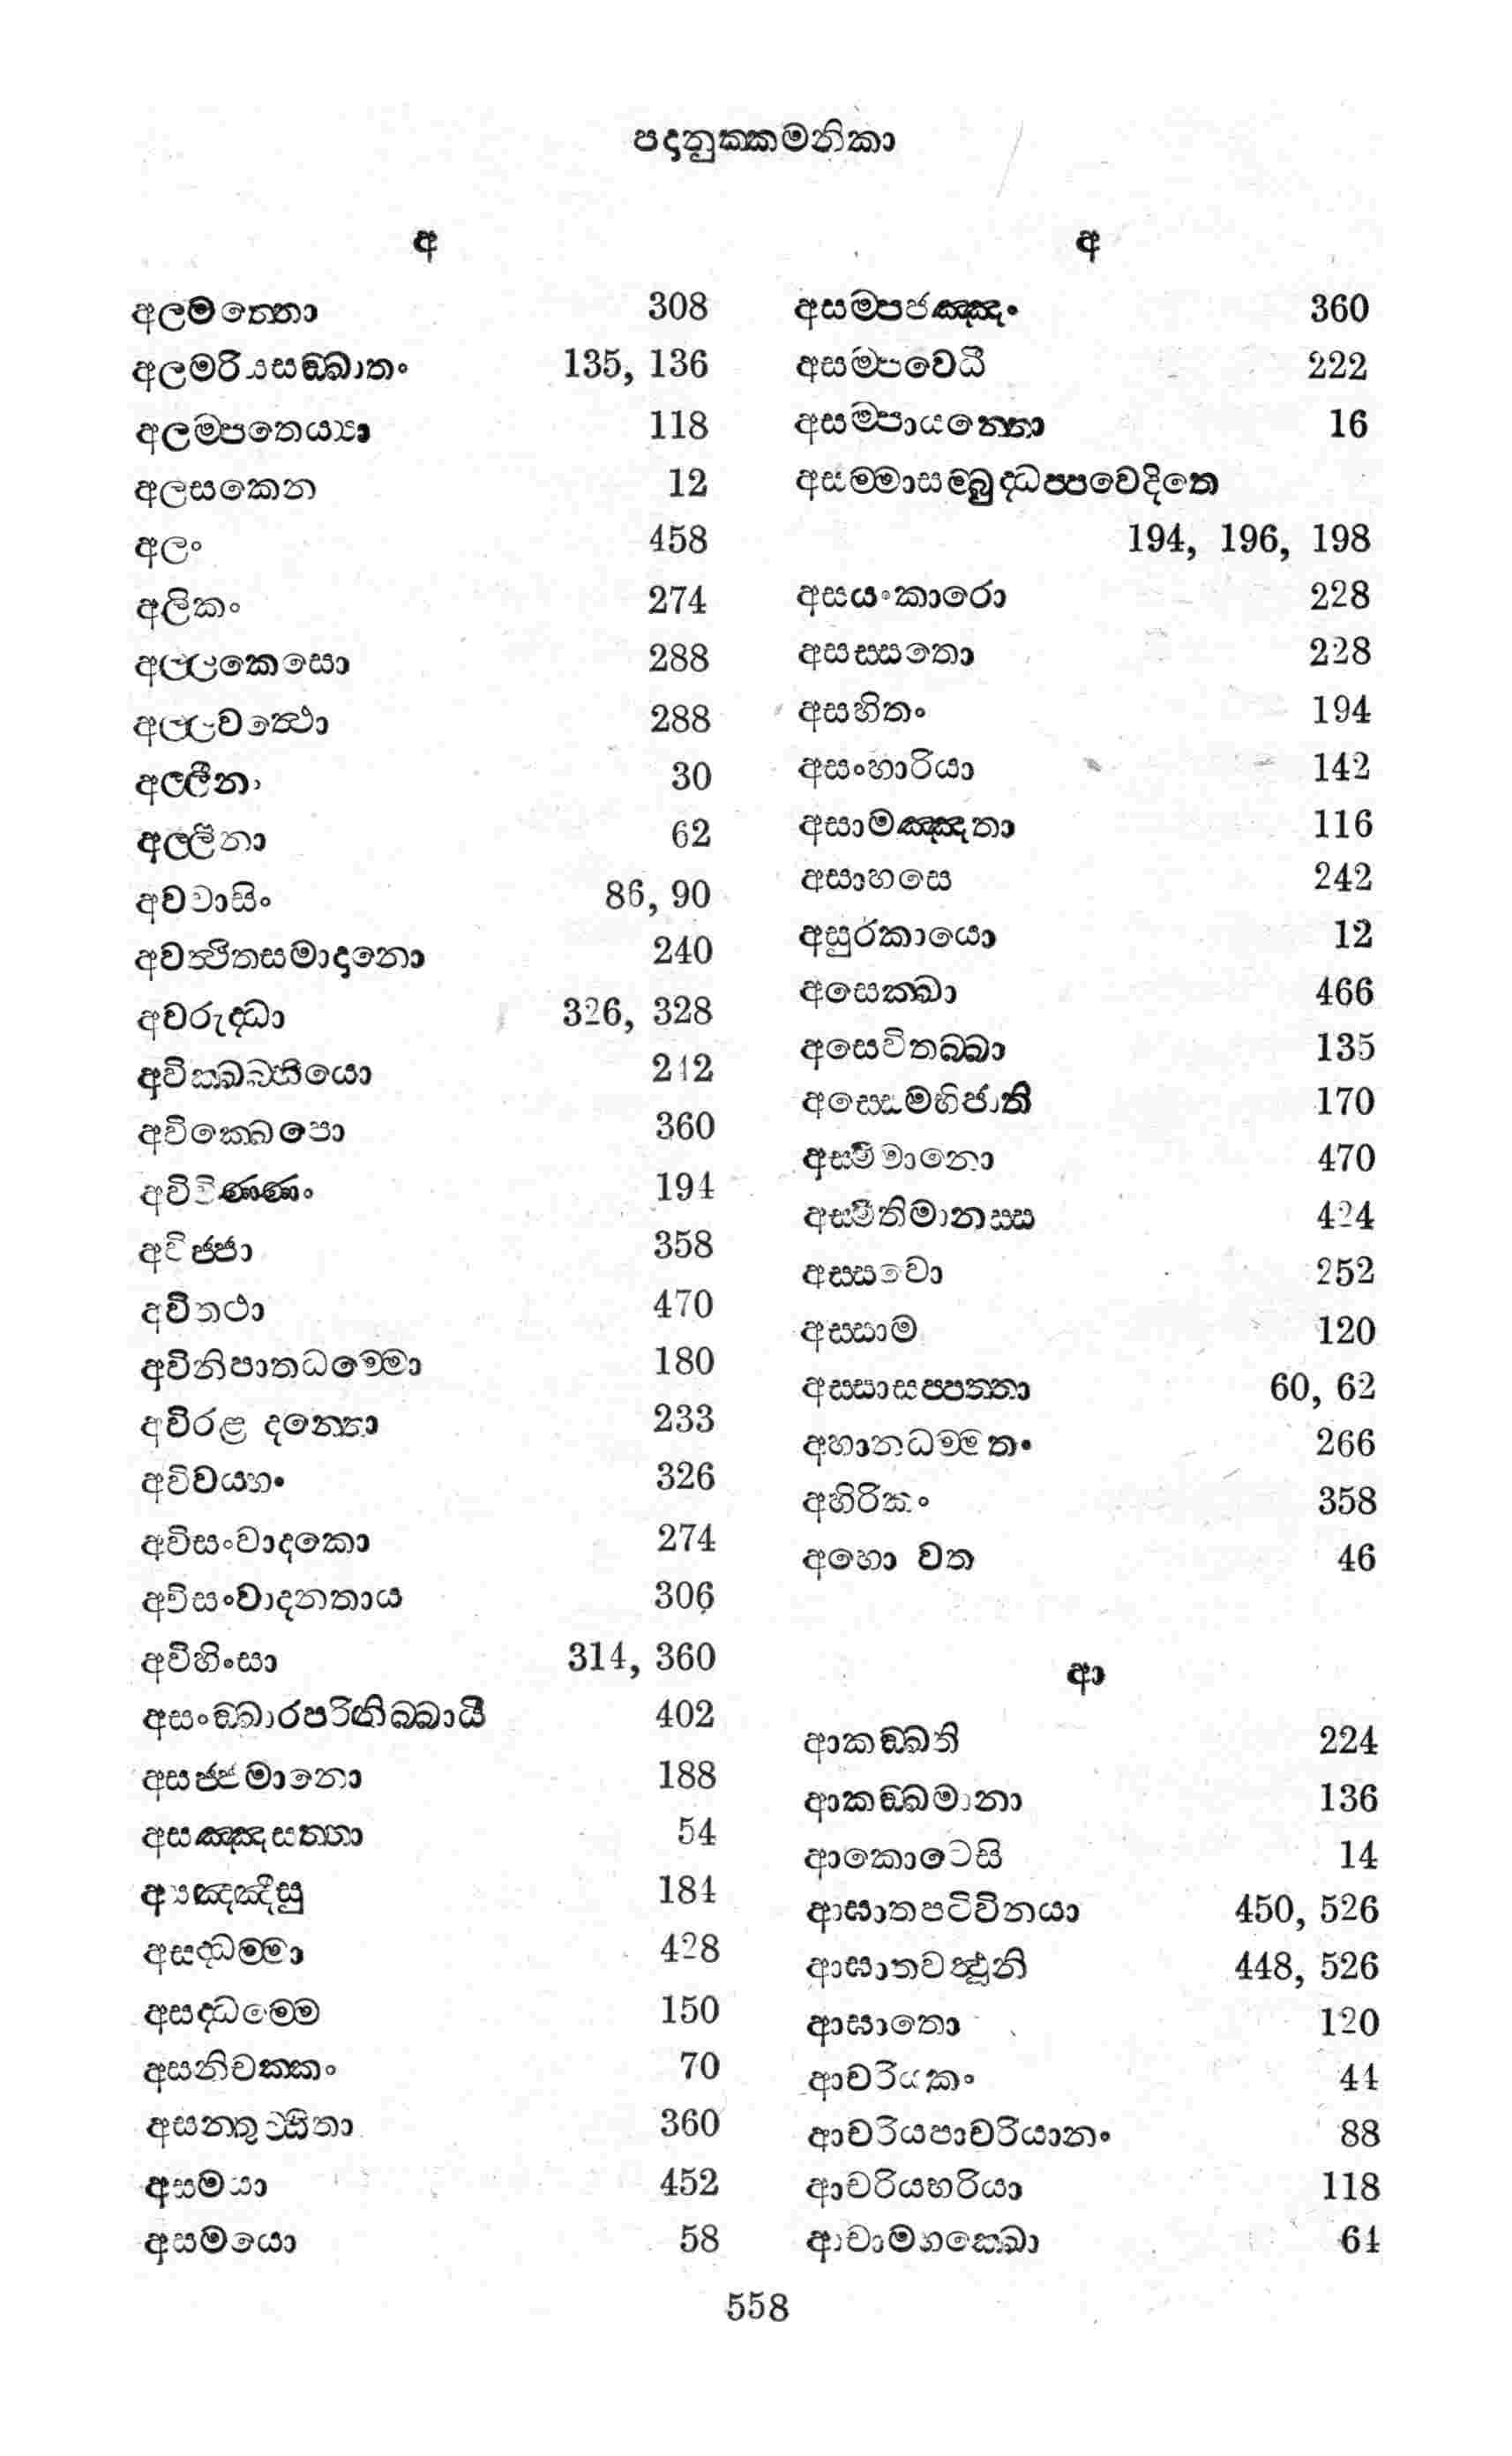 පදානුක්කමනිකා
අ
අලමත්තො 308
අලමරියසඞ්ඛාතං 135, 136
අලම්පතෙය්‍යා 118
අලසකෙන 12
අලං 458
අලිකං 274
අල්ලකෙසො 288
අල්ලවත්ථො 288
අල්ලීනා 30
අල්ලීනා 62
අවචාසිං 86, 90
අවත්ථිතසමාදානො 240
අවරුද්ධා 326, 328
අවික්ඛම්භියො 212
අවික්ඛෙපො 360
අවිචිණ්ණං 194
අවිජ්ජා 358
අවිතථා 470
අවිනිපාතධම්මො 180
අවිරළ දන්තො 233
අවිවයහං 326
අවිසංවාදකො 274
අවිසංවාදනතාය 306
අවිහිංසා 314, 360
අසංඞ්ඛාරපරිනිබ්බායී 402
අසජ්ජමානො 188
අසඤ්ඤසත්තා 54
අසඤ්ඤීසු 184
අසද්ධම්මා 428
අසද්ධම්මෙ 150
අසනිචක්කං 70
අසන්තුට්ඨිතා 360
අසමයා 452
අසමයො 58
අ
අසම්පජඤ්ඤං 360
අසම්පවෙධී 222
අසම්පායන්තො 16
අසම්මාසම්බුද්ධප්පවෙදිතෙ
194, 196, 198
අසයංකාරො 228
අසස්සතො 228
අසහිතං 194
අසංහාරියා 142
අසාමඤ්ඤතා 116
අසාහසෙ 242
අසුරකායො 12
අසෙක්ඛා 466
අසෙවිතබ්බා 135
අස්සෙමභිජාති 170
අස්මිමානො 470
අස්මීතිමානස්ස 424
අස්සවො 252
අස්සාම 120
අස්සාසප්පත්තා 60, 62
අහානධම්මතං 266
අහිරිකං 358
අහො වත 46
ආ
ආකඞ්ඛති 224
ආකඞ්ඛමානා 136
ආකොටෙසි 14
ආඝාතපටිවිනයා 450, 526
ආඝාතවත්ථූනි 448, 526
ආඝාතො 120
ආචරියකං 44
ආචරියපාචරියානං 88
ආචරියභරියා 118
ආචාමභක්ඛො 64
558